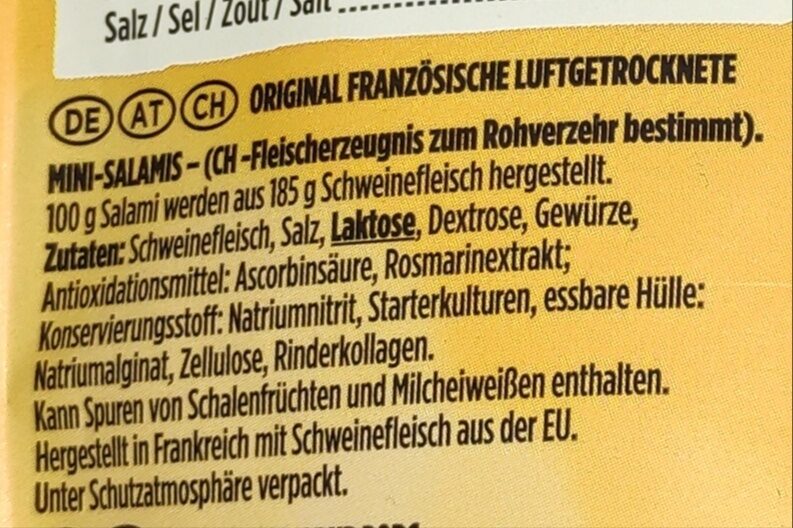 Salz / Sel / Zout / Salt
DE AT CH ORIGINAL FRANZÖSISCHE LUFTGETROCKNETE
MINI-SALAMIS – (CH -Fleischerzeugnis zum Rohverzehr bestimmt).
100 g Salami werden aus 185 g Schweinefleisch hergestellt.
Zutaten: Schweinefleisch, Salz, Laktose, Dextrose, Gewürze,
Antioxidationsmittel: Ascorbinsäure, Rosmarinextrakt;
Konservierungsstoff: Natriumnitrit, Starterkulturen, essbare Hülle:
Natriumalginat, Zellulose, Rinderkollagen.
Kann Spuren von Schalenfrüchten und Milcheiweißen enthalten.
Hergestellt in Frankreich mit Schweinefleisch aus der EU.
Unter Schutzatmosphäre verpackt.